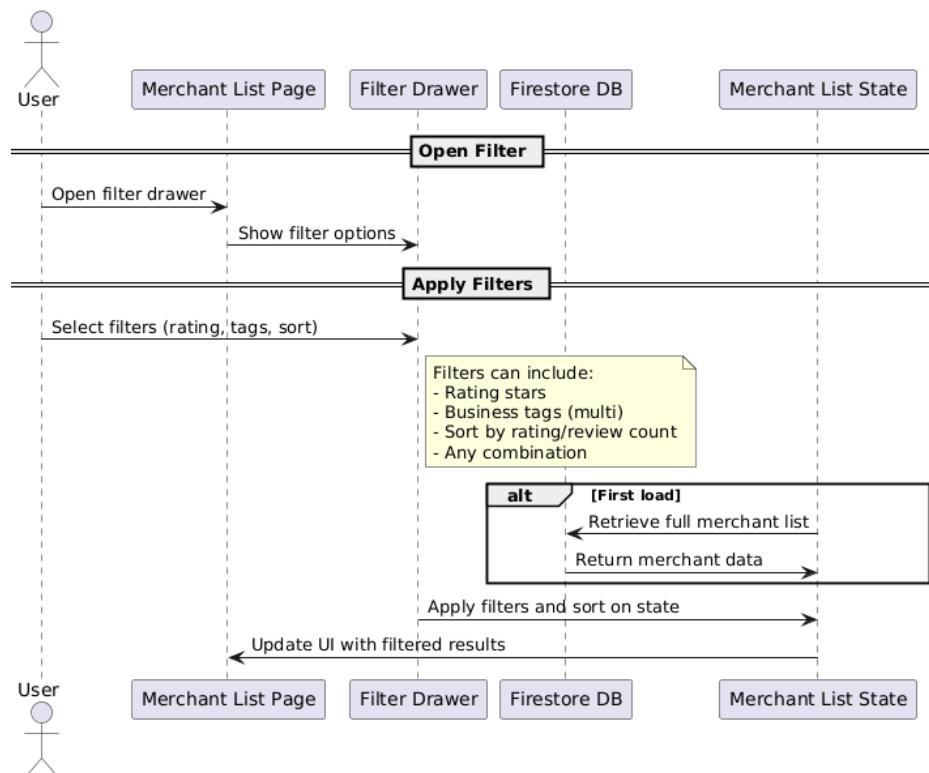 User
Merchant List Page
Filter Drawer
Firestore DB
Merchant List State
Open Filter
Open filter drawer
Show filter options
Apply Filters
Select filters (rating, tags, sort)
Filters can include:
- Rating stars
- Business tags (multi)
- Sort by rating/review count
- Any combination
alt
[First load]
Retrieve full merchant list
Return merchant data
Apply filters and sort on state
Update UI with filtered results
User
Merchant List Page
Filter Drawer
Firestore DB
Merchant List State